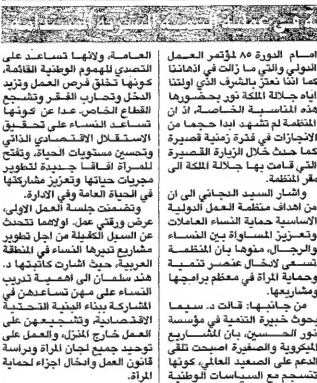 امام الدورة ٨٥ لمؤتمر العمل
الدولي والتي ما زالت في اذهاننا
كما اننا نعتز بالشرف الذي اولتنا
اياه جلالة الملكة نور بحضورها
هذه المناسبة الخاصة، اذ ان
المنظمة لم تشهد ابدا حجما من
الانجازات في فترة زمنية قصيرة
كما حدث خلال الزيارة القصيرة
التي قامت بها جلالة الملكة الى
مقر المنظمة.
واشار السيد الدجاني الى ان
من اهداف منظمة العمل الدولية
الاساسية حماية النساء العاملات
وتعزيز المساواة بين النساء
والرجال، منوها بان المنظمة
تسعى لادخال عنصر تنمية
وحماية المرأة في معظم برامجها
ومشاريعها.
من جانبها: قالت د. سيما
بحوث خبيرة التنمية في مؤسسة
نور الحسين، بان المشاريع
الميكروية والصغيرة اصبحت تلقى
الدعم على الصعيد العالمي، كونها
تنسجم مع السياسات الوطنية
العامة، ولانها تساعد على
التصدي للهموم الوطنية القائمة،
كونها تخلق فرص العمل وتزيد
الدخل وتحارب الفقر وتشجع
القطاع الخاص. عدا عن كونها
تساعد النساء على تحقيق
الاستقلال الاقتصادي الذاتي
وتحسين مستويات الحياة. وتفتح
للمرأة آفاقا جديدة لتطوير
مجريات حياتها وتعزيز مشاركتها
في الحياة العامة وفي الادارة.
وتضمنت جلسة العمل الاولى،
عرض ورقتي عمل. اولاهما تتحدث
عن السبل الكفيلة من اجل تطوير
مشاريع تديرها النساء في المنطقة
العربية، حيث اشارت كاتبتها د.
هند سلمان الى اهمية تدريب
النساء على مهن تساعدهن في
المشاركة ببناء البنية التحتية
الاقتصادية، وتشجيعهن على
العمل خارج المنزل، والعمل على
توحيد جميع لجان المرأة ودراسة
قانون العمل وادخال اجزاء لحماية
المرأة.